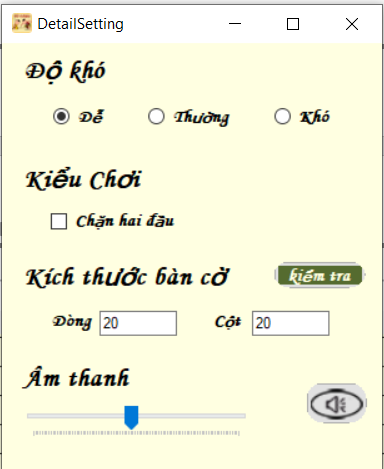 DetailSetting
Độ khó
Dễ Thường Khó
Kiểu Chơi
Chặn hai đầu
Kích thước bàn cờ kiểm tra
Dòng 20 Cột 20
Âm thanh